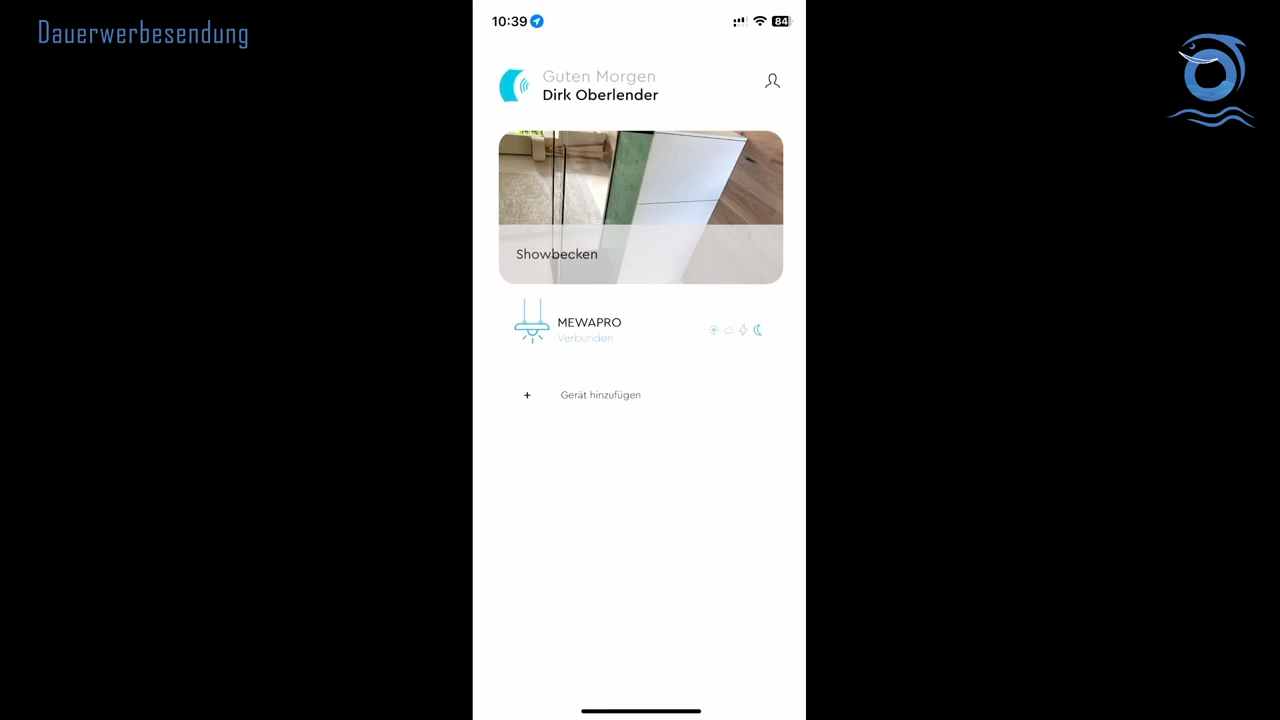 Dauerwerbesendung
10:39
84
Guten Morgen
Dirk Oberlender
Showbecken
MEWAPRO
Verbunden
+ Gerät hinzufügen